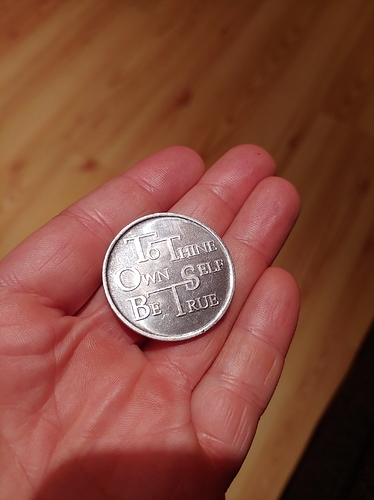 To Thine
Own Self
Be True